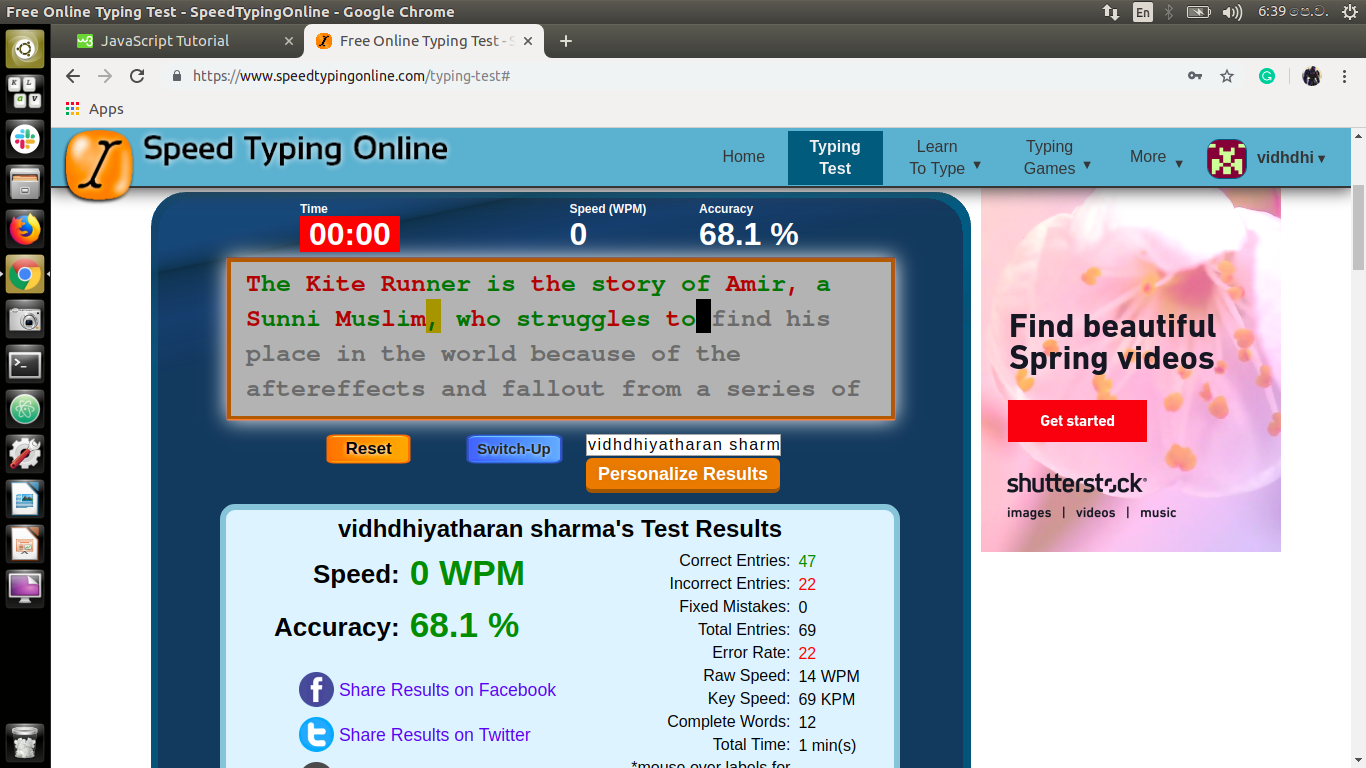 Free Online Typing Test - SpeedTypingOnline - Google Chrome
En
6:39 පෙ.ව.
JavaScript Tutorial
Free Online Typing Test - S
https://www.speedtypingonline.com/typing-test#
Apps
Speed Typing Online
Home
Typing Test
Learn To Type ▼
Typing Games ▼
More ▼
vidhdhi ▾
Time
00:00
Speed (WPM)
0
Accuracy
68.1 %
The Kite Runner is the story of Amir, a
Sunni Muslim, who struggles to find his
place in the world because of the
aftereffects and fallout from a series of
Reset
Switch-Up
vidhdhiyatharan sharm
Personalize Results
vidhdhiyatharan sharma's Test Results
Speed: 0 WPM
Accuracy: 68.1 %
Share Results on Facebook
Share Results on Twitter
Correct Entries: 47
Incorrect Entries: 22
Fixed Mistakes: 0
Total Entries: 69
Error Rate: 22
Raw Speed: 14 WPM
Key Speed: 69 KPM
Complete Words: 12
Total Time: 1 min(s)
*mouse over labels for
Find beautiful
Spring videos
Get started
shutterstock
images | videos | music